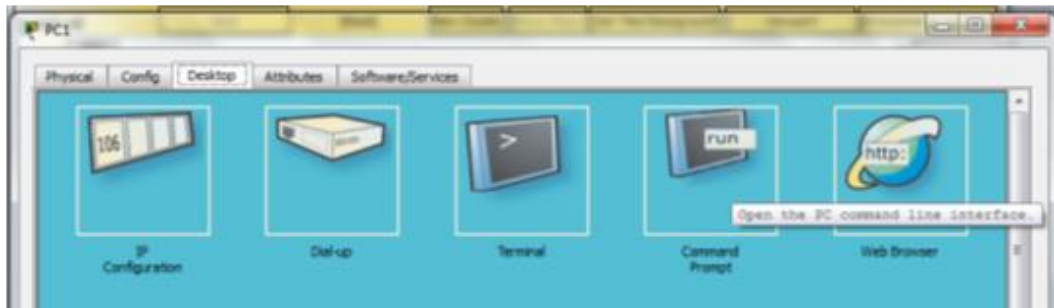 PC1
Physical Config Desktop Attributes Software/Services
106
>
run
http:
Open the PC command line interface.
IP Configuration
Dial-up
Terminal
Command Prompt
Web Browser